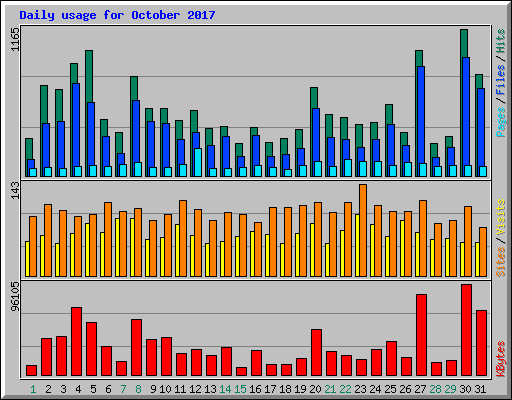 Daily usage for October 2017
1165
Pages / Files / Hits
143
Sites / Visits
96105
KBytes
1 2 3 4 5 6 7 8 9 10 11 12 13 14 15 16 17 18 19 20 21 22 23 24 25 26 27 28 29 30 31